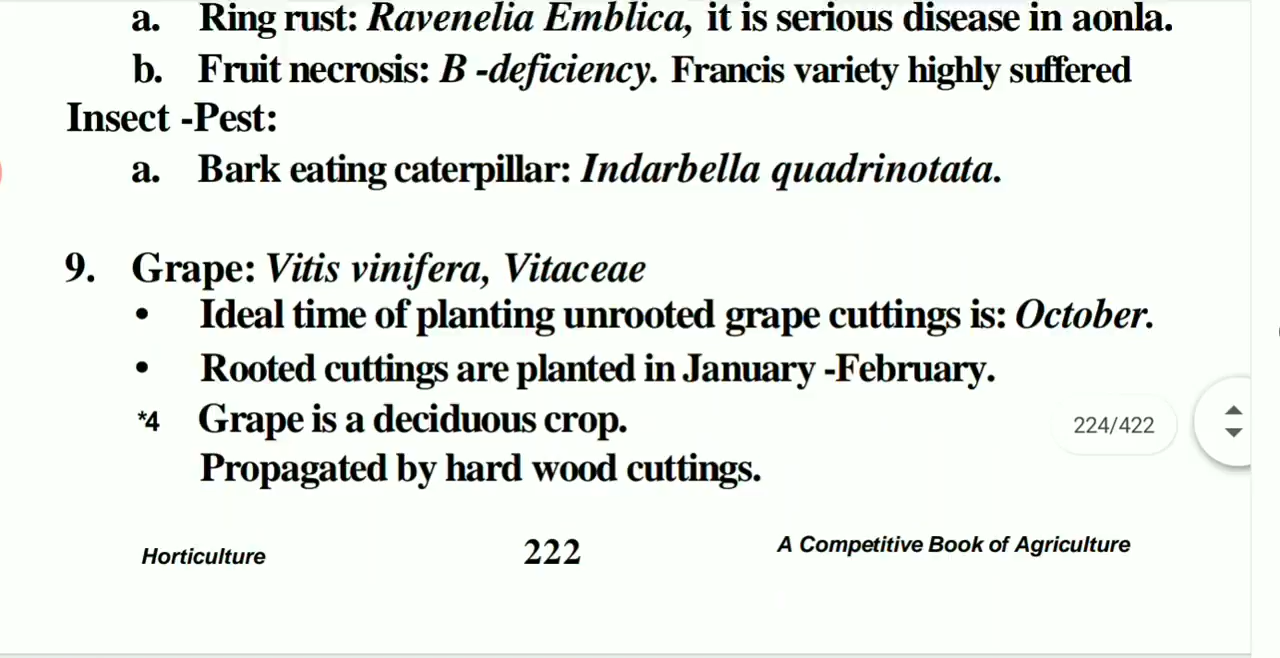 a. Ring rust: Ravenelia Emblica, it is serious disease in aonla.
b. Fruit necrosis: B -deficiency. Francis variety highly suffered
Insect -Pest:
a. Bark eating caterpillar: Indarbella quadrinotata.
9. Grape: Vitis vinifera, Vitaceae
• Ideal time of planting unrooted grape cuttings is: October.
• Rooted cuttings are planted in January -February.
*4 Grape is a deciduous crop.
224/422
Propagated by hard wood cuttings.
Horticulture 222 A Competitive Book of Agriculture